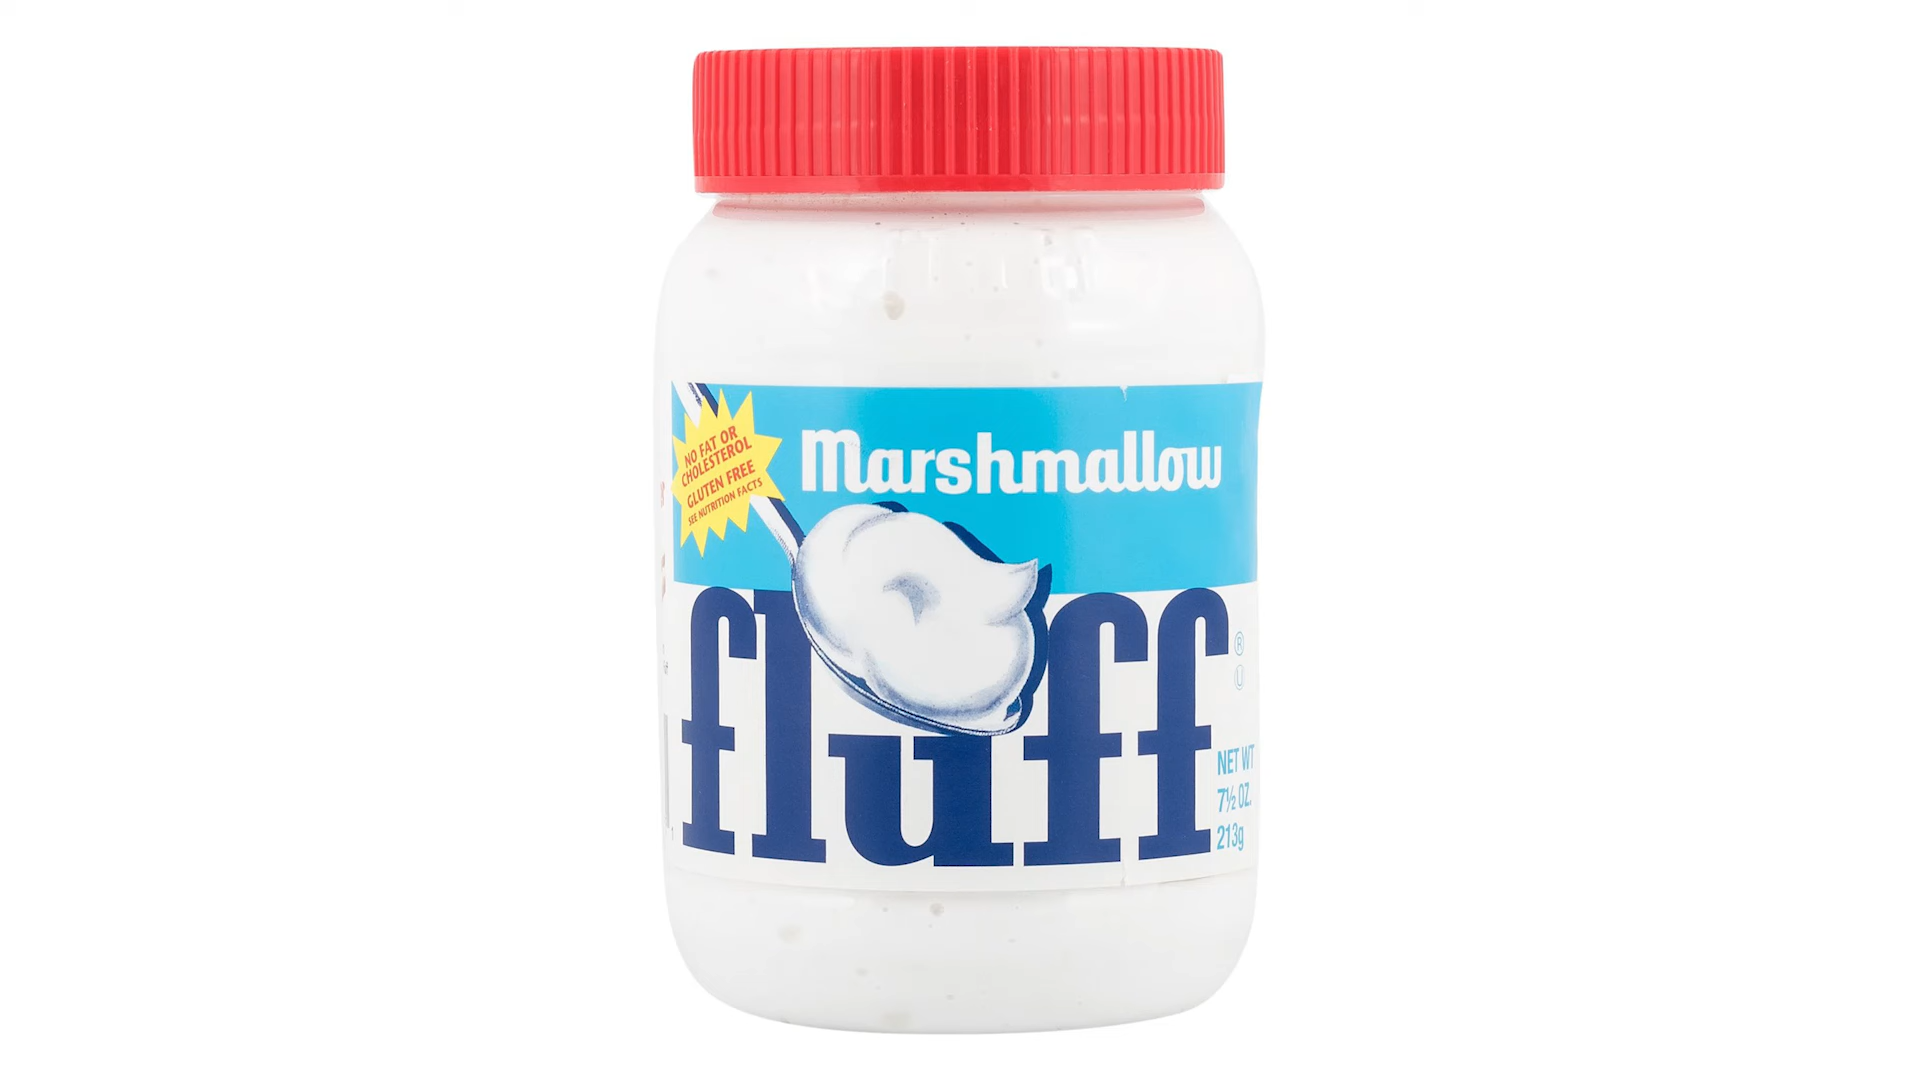 NO FAT OR
CHOLESTEROL
GLUTEN FREE
SEE NUTRITION FACTS
Marshmallow
fluff
®
Ⓤ
NET WT
7½ OZ.
213g